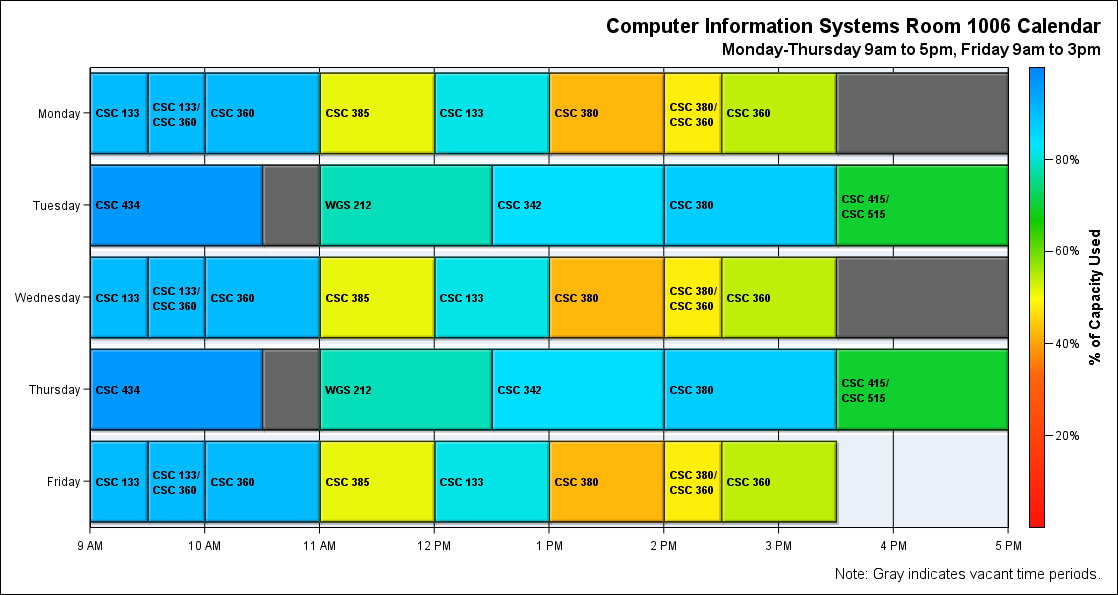 Computer Information Systems Room 1006 Calendar
Monday-Thursday 9am to 5pm, Friday 9am to 3pm
Monday
CSC 133
CSC 133/
CSC 360
CSC 360
CSC 385
CSC 133
CSC 380
CSC 380/
CSC 360
CSC 360
Tuesday
CSC 434
WGS 212
CSC 342
CSC 380
CSC 415/
CSC 515
Wednesday
CSC 133
CSC 133/
CSC 360
CSC 360
CSC 385
CSC 133
CSC 380
CSC 380/
CSC 360
CSC 360
Thursday
CSC 434
WGS 212
CSC 342
CSC 380
CSC 415/
CSC 515
Friday
CSC 133
CSC 133/
CSC 360
CSC 360
CSC 385
CSC 133
CSC 380
CSC 380/
CSC 360
CSC 360
9 AM
10 AM
11 AM
12 PM
1 PM
2 PM
3 PM
4 PM
5 PM
80%
60%
40%
20%
% of Capacity Used
Note: Gray indicates vacant time periods.